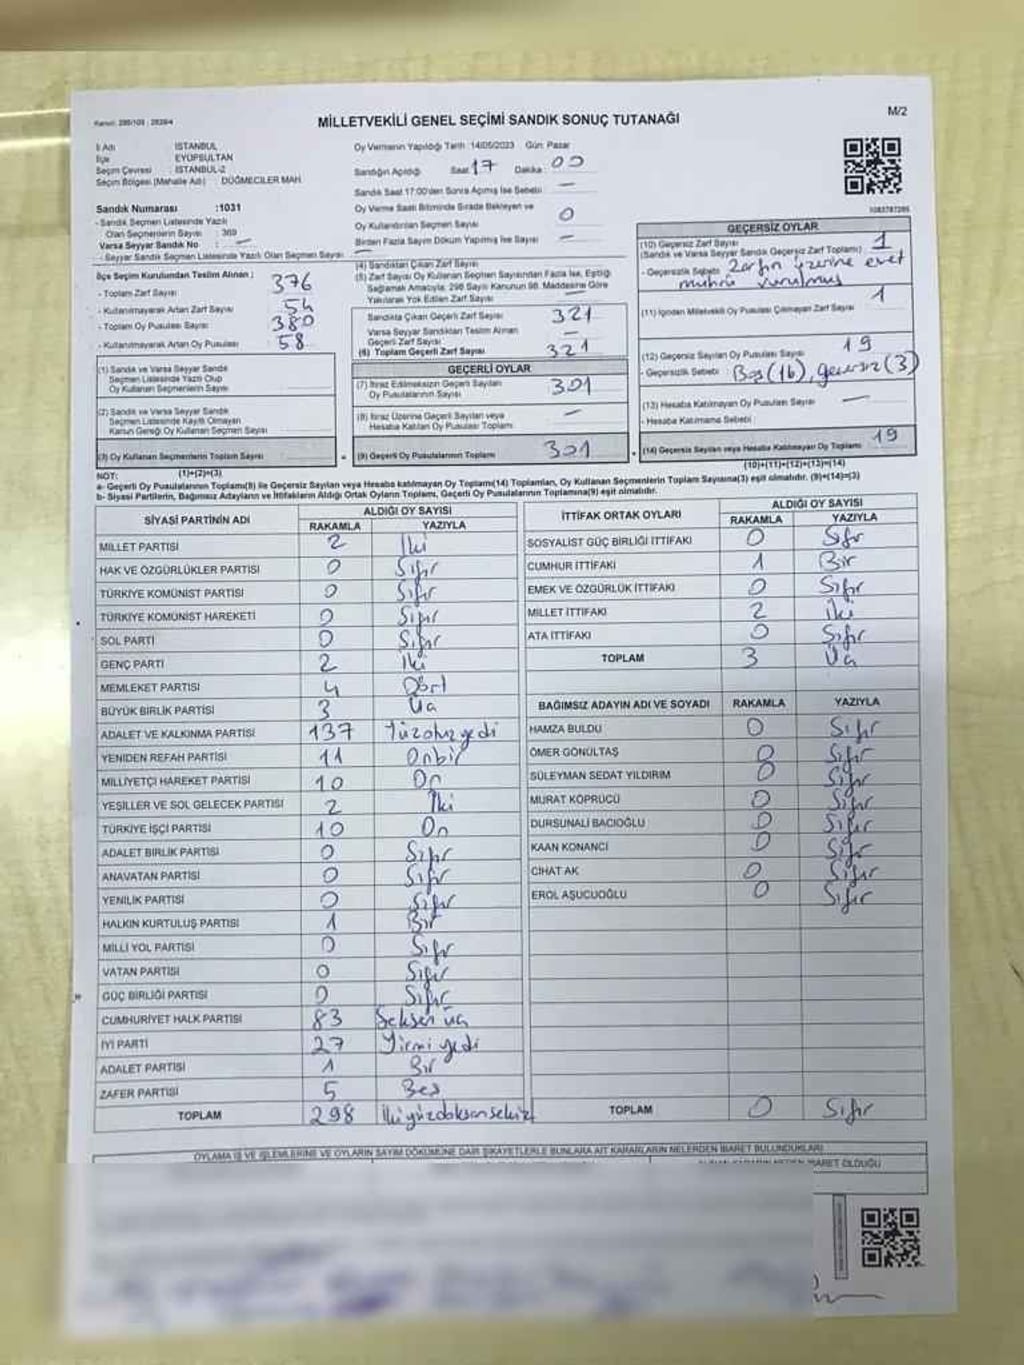 Kanun: 298/105 ; 2839/4
M/2
MİLLETVEKİLİ GENEL SEÇİMİ SANDIK SONUÇ TUTANAĞI
İl Adı : İSTANBUL
İlçe : EYÜPSULTAN
Seçim Çevresi : İSTANBUL-2
Seçim Bölgesi (Mahalle Adı) : DÜĞMECİLER MAH.
Sandık Numarası :1031
- Sandık Seçmen Listesinde Yazılı
Olan Seçmenlerin Sayısı : 369
Varsa Seyyar Sandık No : —
- Seyyar Sandık Seçmen Listesinde Yazılı Olan Seçmen Sayısı : —
Oy Vermenin Yapıldığı Tarih : 14/05/2023 Gün: Pazar
Sandığın Açıldığı Saat : 17 Dakika : 00
Sandık Saat 17:00'den Sonra Açılmış İse Sebebi : —
Oy Verme Saati Bitiminde Sırada Bekleyen ve
Oy Kullandırılan Seçmen Sayısı : 0
Birden Fazla Sayım Döküm Yapılmış İse Sayısı : —
1083787295
İlçe Seçim Kurulundan Teslim Alınan ;
- Toplam Zarf Sayısı : 376
- Kullanılmayarak Artan Zarf Sayısı : 54
- Toplam Oy Pusulası Sayısı : 380
- Kullanılmayarak Artan Oy Pusulası : 58
(1) Sandık ve Varsa Seyyar Sandık
Seçmen Listesinde Yazılı Olup
Oy Kullanan Seçmenlerin Sayısı :
(2) Sandık ve Varsa Seyyar Sandık
Seçmen Listesinde Kayıtlı Olmayan
Kanun Gereği Oy Kullanan Seçmen Sayısı :
(3) Oy Kullanan Seçmenlerin Toplam Sayısı :
(1)+(2)=(3)
(4) Sandıktan Çıkan Zarf Sayısı :
(5) Zarf Sayısı Oy Kullanan Seçmen Sayısından Fazla İse, Eşitliği
Sağlamak Amacıyla, 298 Sayılı Kanunun 98. Maddesine Göre
Yakılarak Yok Edilen Zarf Sayısı : —
Sandıkta Çıkan Geçerli Zarf Sayısı : 321
Varsa Seyyar Sandıktan Teslim Alınan
Geçerli Zarf Sayısı : —
(6) Toplam Geçerli Zarf Sayısı : 321
GEÇERLİ OYLAR
(7) İtiraz Edilmeksizin Geçerli Sayılan
Oy Pusulalarının Sayısı : 301
(8) İtiraz Üzerine Geçerli Sayılan veya
Hesaba Katılan Oy Pusulası Toplamı : —
(9) Geçerli Oy Pusulalarının Toplamı : 301
GEÇERSİZ OYLAR
(10) Geçersiz Zarf Sayısı : 1
(Sandık ve Varsa Seyyar Sandık Geçersiz Zarf Toplamı)
- Geçersizlik Sebebi : Zarfın üzerine evet
mührü vurulmuş
(11) İçinden Milletvekili Oy Pusulası Çıkmayan Zarf Sayısı : 1
(12) Geçersiz Sayılan Oy Pusulası Sayısı : 19
- Geçersizlik Sebebi : Boş(16), geçersiz(3)
(13) Hesaba Katılmayan Oy Pusulası Sayısı : —
- Hesaba Katılmama Sebebi :
(14) Geçersiz Sayılan veya Hesaba Katılmayan Oy Toplamı : 19
(10)+(11)+(12)+(13)=(14)
NOT:
a- Geçerli Oy Pusulalarının Toplamı(9) ile Geçersiz Sayılan veya Hesaba katılmayan Oy Toplamı(14) Toplamları, Oy Kullanan Seçmenlerin Toplam Sayısına(3) eşit olmalıdır. (9)+(14)=(3)
b- Siyasi Partilerin, Bağımsız Adayların ve İttifakların Aldığı Ortak Oyların Toplamı, Geçerli Oy Pusulalarının Toplamına(9) eşit olmalıdır.
SİYASİ PARTİNİN ADI ALDIĞI OY SAYISI
RAKAMLA YAZIYLA
MİLLET PARTİSİ 2 İki
HAK VE ÖZGÜRLÜKLER PARTİSİ 0 Sıfır
TÜRKİYE KOMÜNİST PARTİSİ 0 Sıfır
TÜRKİYE KOMÜNİST HAREKETİ 0 Sıfır
SOL PARTİ 0 Sıfır
GENÇ PARTİ 2 İki
MEMLEKET PARTİSİ 4 Dört
BÜYÜK BİRLİK PARTİSİ 3 Üç
ADALET VE KALKINMA PARTİSİ 137 Yüzotuzyedi
YENİDEN REFAH PARTİSİ 11 Onbir
MİLLİYETÇİ HAREKET PARTİSİ 10 On
YEŞİLLER VE SOL GELECEK PARTİSİ 2 İki
TÜRKİYE İŞÇİ PARTİSİ 10 On
ADALET BİRLİK PARTİSİ 0 Sıfır
ANAVATAN PARTİSİ 0 Sıfır
YENİLİK PARTİSİ 0 Sıfır
HALKIN KURTULUŞ PARTİSİ 1 Bir
MİLLİ YOL PARTİSİ 0 Sıfır
VATAN PARTİSİ 0 Sıfır
GÜÇ BİRLİĞİ PARTİSİ 0 Sıfır
CUMHURİYET HALK PARTİSİ 83 Seksen üç
İYİ PARTİ 27 Yirmi yedi
ADALET PARTİSİ 1 Bir
ZAFER PARTİSİ 5 Beş
TOPLAM 298 İkiyüzdoksansekiz
İTTİFAK ORTAK OYLARI ALDIĞI OY SAYISI
RAKAMLA YAZIYLA
SOSYALİST GÜÇ BİRLİĞİ İTTİFAKI 0 Sıfır
CUMHUR İTTİFAKI 1 Bir
EMEK VE ÖZGÜRLÜK İTTİFAKI 0 Sıfır
MİLLET İTTİFAKI 2 İki
ATA İTTİFAKI 0 Sıfır
TOPLAM 3 Üç
BAĞIMSIZ ADAYIN ADI VE SOYADI RAKAMLA YAZIYLA
HAMZA BULDU 0 Sıfır
ÖMER GÖNÜLTAŞ 0 Sıfır
SÜLEYMAN SEDAT YILDIRIM 0 Sıfır
MURAT KÖPRÜCÜ 0 Sıfır
DURSUNALİ BACIOĞLU 0 Sıfır
KAAN KONANCİ 0 Sıfır
CİHAT AK 0 Sıfır
EROL AŞUCUOĞLU 0 Sıfır
TOPLAM 0 Sıfır
OYLAMA İŞ VE İŞLEMLERİNE VE OYLARIN SAYIM DÖKÜMÜNE DAİR ŞİKAYETLERLE BUNLARA AİT KARARLARIN NELERDEN İBARET BULUNDUKLARI